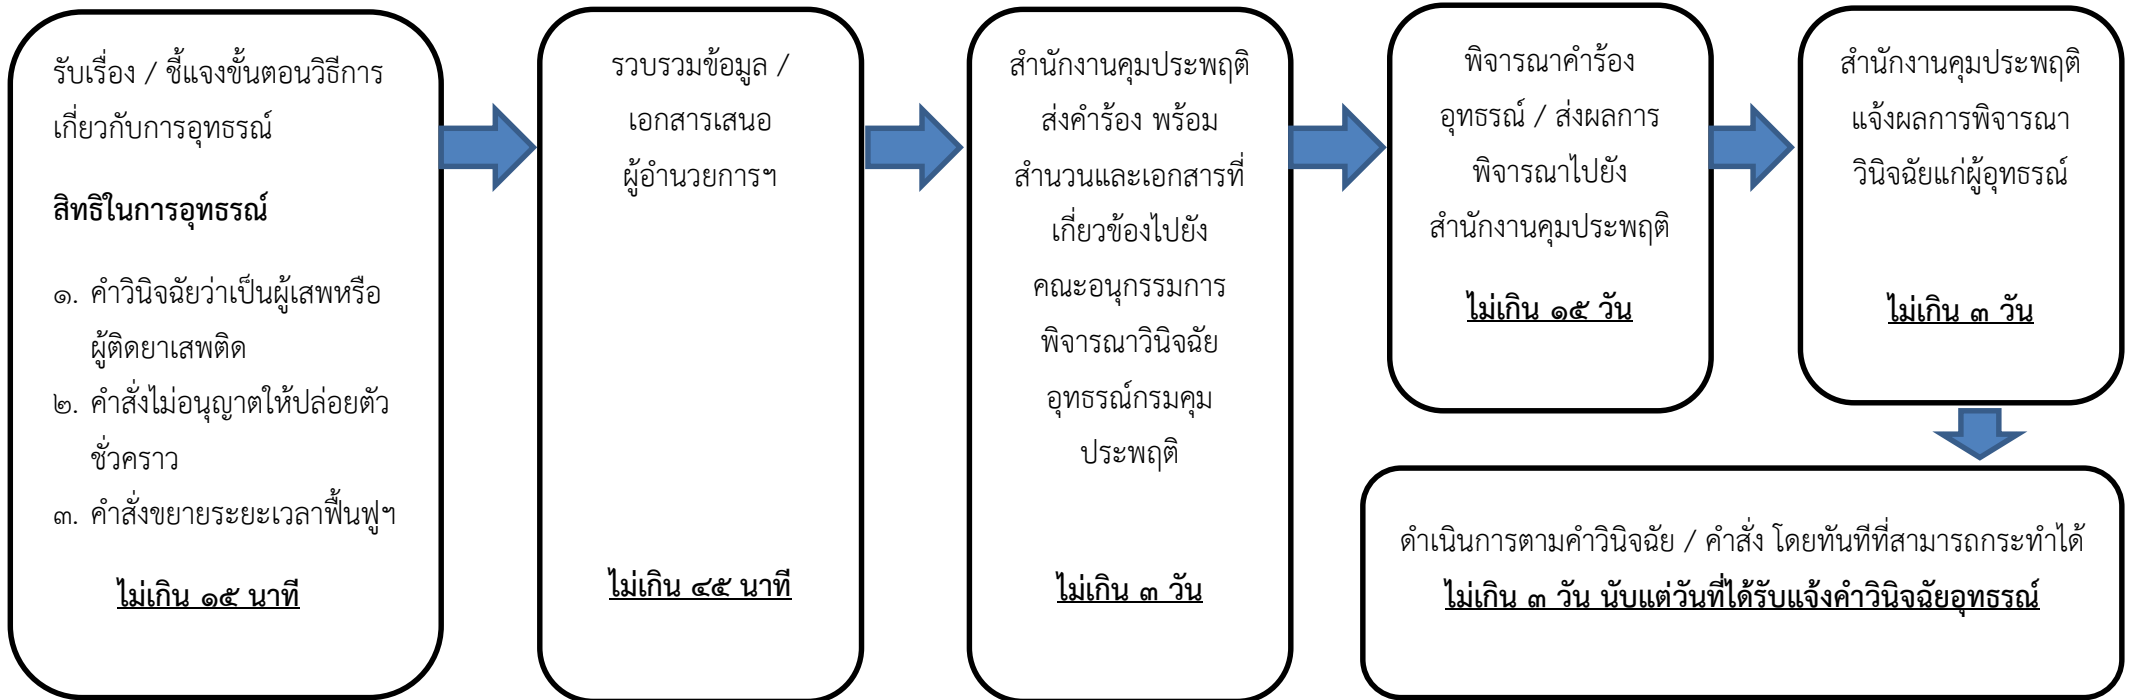 รับเรื่อง / ชี้แจงขั้นตอนวิธีการ
เกี่ยวกับการอุทธรณ์
สิทธิในการอุทธรณ์
๑. คำวินิจฉัยว่าเป็นผู้เสพหรือ
ผู้ติดยาเสพติด
๒. คำสั่งไม่อนุญาตให้ปล่อยตัว
ชั่วคราว
๓. คำสั่งขยายระยะเวลาฟื้นฟูฯ
ไม่เกิน ๑๕ นาที
รวบรวมข้อมูล /
เอกสารเสนอ
ผู้อำนวยการฯ
ไม่เกิน ๔๕ นาที
สำนักงานคุมประพฤติ
ส่งคำร้อง พร้อม
สำนวนและเอกสารที่
เกี่ยวข้องไปยัง
คณะอนุกรรมการ
พิจารณาวินิจฉัย
อุทธรณ์กรมคุม
ประพฤติ
ไม่เกิน ๓ วัน
พิจารณาคำร้อง
อุทธรณ์ / ส่งผลการ
พิจารณาไปยัง
สำนักงานคุมประพฤติ
ไม่เกิน ๑๕ วัน
สำนักงานคุมประพฤติ
แจ้งผลการพิจารณา
วินิจฉัยแก่ผู้อุทธรณ์
ไม่เกิน ๓ วัน
ดำเนินการตามคำวินิจฉัย / คำสั่ง โดยทันทีที่สามารถกระทำได้
ไม่เกิน ๓ วัน นับแต่วันที่ได้รับแจ้งคำวินิจฉัยอุทธรณ์